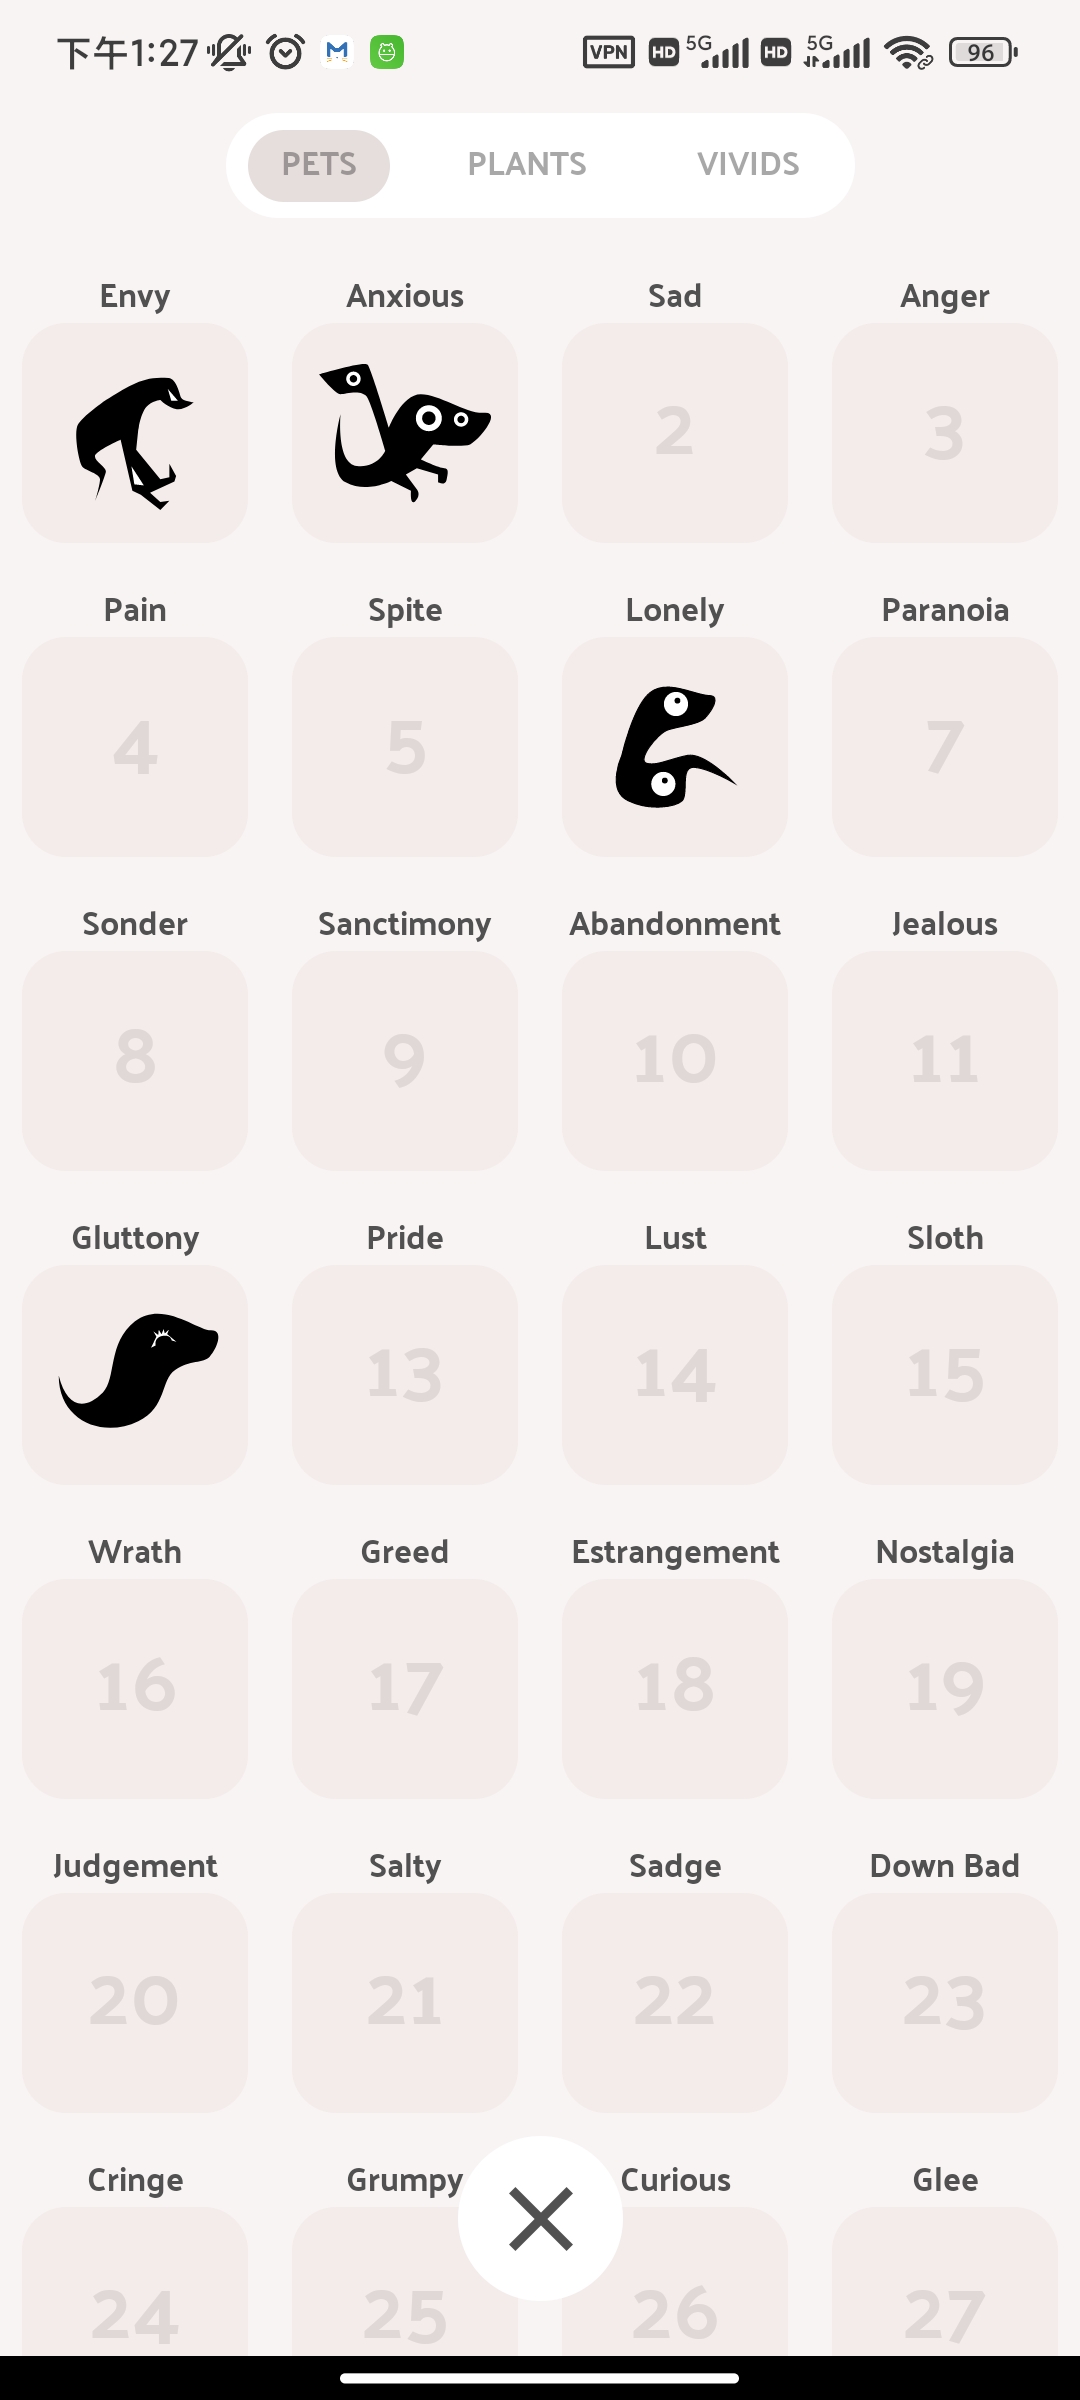 下午1:27 VPN HD 5G HD 5G 96
PETS PLANTS VIVIDS
Envy Anxious Sad Anger
2 3
Pain Spite Lonely Paranoia
4 5 7
Sonder Sanctimony Abandonment Jealous
8 9 10 11
Gluttony Pride Lust Sloth
13 14 15
Wrath Greed Estrangement Nostalgia
16 17 18 19
Judgement Salty Sadge Down Bad
20 21 22 23
Cringe Grumpy Curious Glee
24 25 26 27